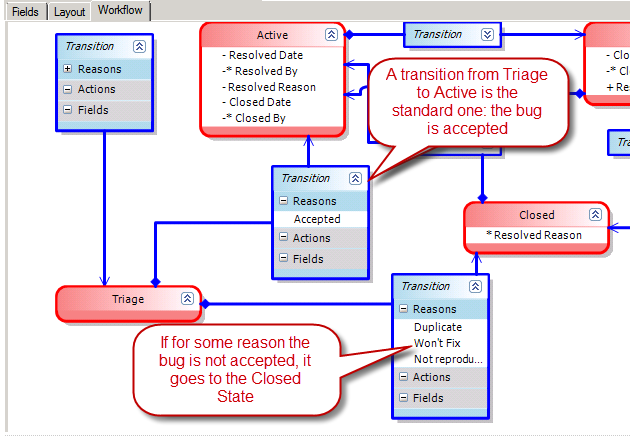 Fields Layout Workflow
Transition
Reasons
Actions
Fields
Active
- Resolved Date
-* Resolved By
- Resolved Reason
- Closed Date
-* Closed By
Transition
- Clo
-* Cl
+ Res
A transition from Triage
to Active is the
standard one: the bug
is accepted
Tra
Transition
Reasons
Accepted
Actions
Fields
Closed
* Resolved Reason
Triage
Transition
Reasons
Duplicate
Won't Fix
Not reprodu...
Actions
Fields
If for some reason the
bug is not accepted, it
goes to the Closed
State